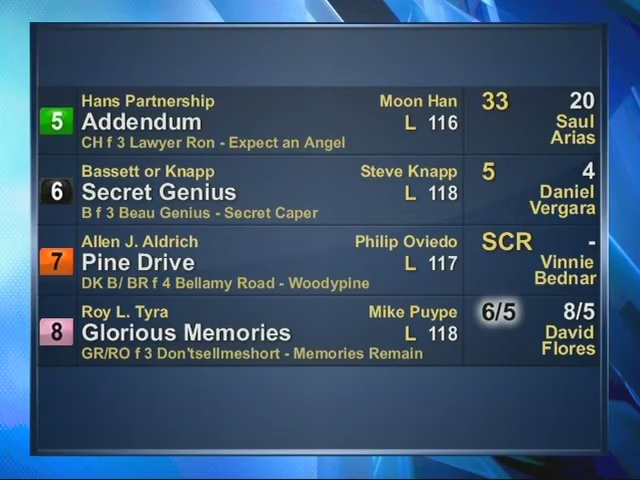 Hans Partnership Moon Han 33 20
5 Addendum L 116 Saul
CH f 3 Lawyer Ron - Expect an Angel Arias
Bassett or Knapp Steve Knapp 5 4
6 Secret Genius L 118 Daniel
B f 3 Beau Genius - Secret Caper Vergara
Allen J. Aldrich Philip Oviedo SCR -
7 Pine Drive L 117 Vinnie
DK B/ BR f 4 Bellamy Road - Woodypine Bednar
Roy L. Tyra Mike Puype 6/5 8/5
8 Glorious Memories L 118 David
GR/RO f 3 Don'tsellmeshort - Memories Remain Flores